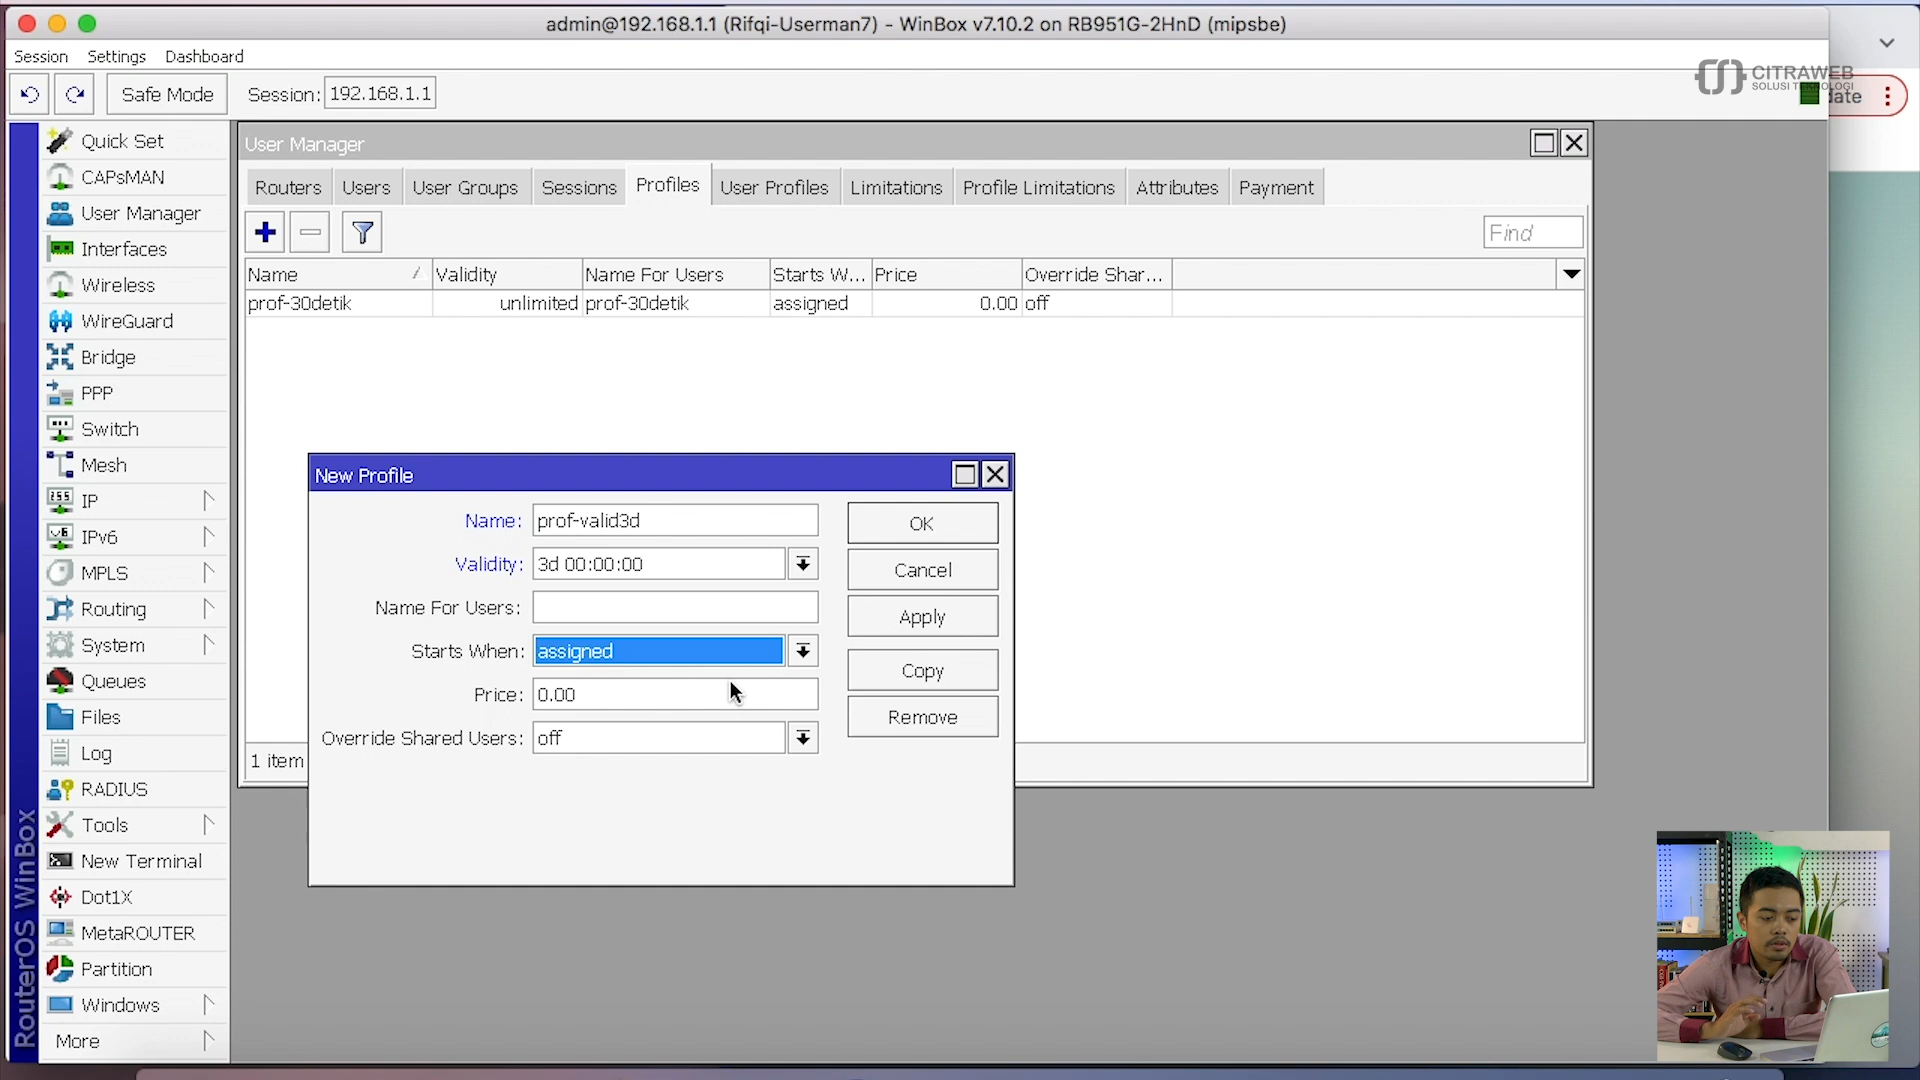 admin@192.168.1.1 (Rifqi-Userman7) - WinBox v7.10.2 on RB951G-2HnD (mipsbe)
Session Settings Dashboard
Safe Mode Session: 192.168.1.1
CITRAWEB
SOLUSI TEKNOLOGI
date
Quick Set
CAPsMAN
User Manager
Interfaces
Wireless
WireGuard
Bridge
PPP
Switch
Mesh
IP
IPv6
MPLS
Routing
System
Queues
Files
Log
RADIUS
Tools
New Terminal
Dot1X
MetaROUTER
Partition
Windows
More
RouterOS WinBox
User Manager
Routers Users User Groups Sessions Profiles User Profiles Limitations Profile Limitations Attributes Payment
Find
Name Validity Name For Users Starts W... Price Override Shar...
prof-30detik unlimited prof-30detik assigned 0.00 off
1 item
New Profile
Name: prof-valid3d
Validity: 3d 00:00:00
Name For Users:
Starts When: assigned
Price: 0.00
Override Shared Users: off
OK
Cancel
Apply
Copy
Remove